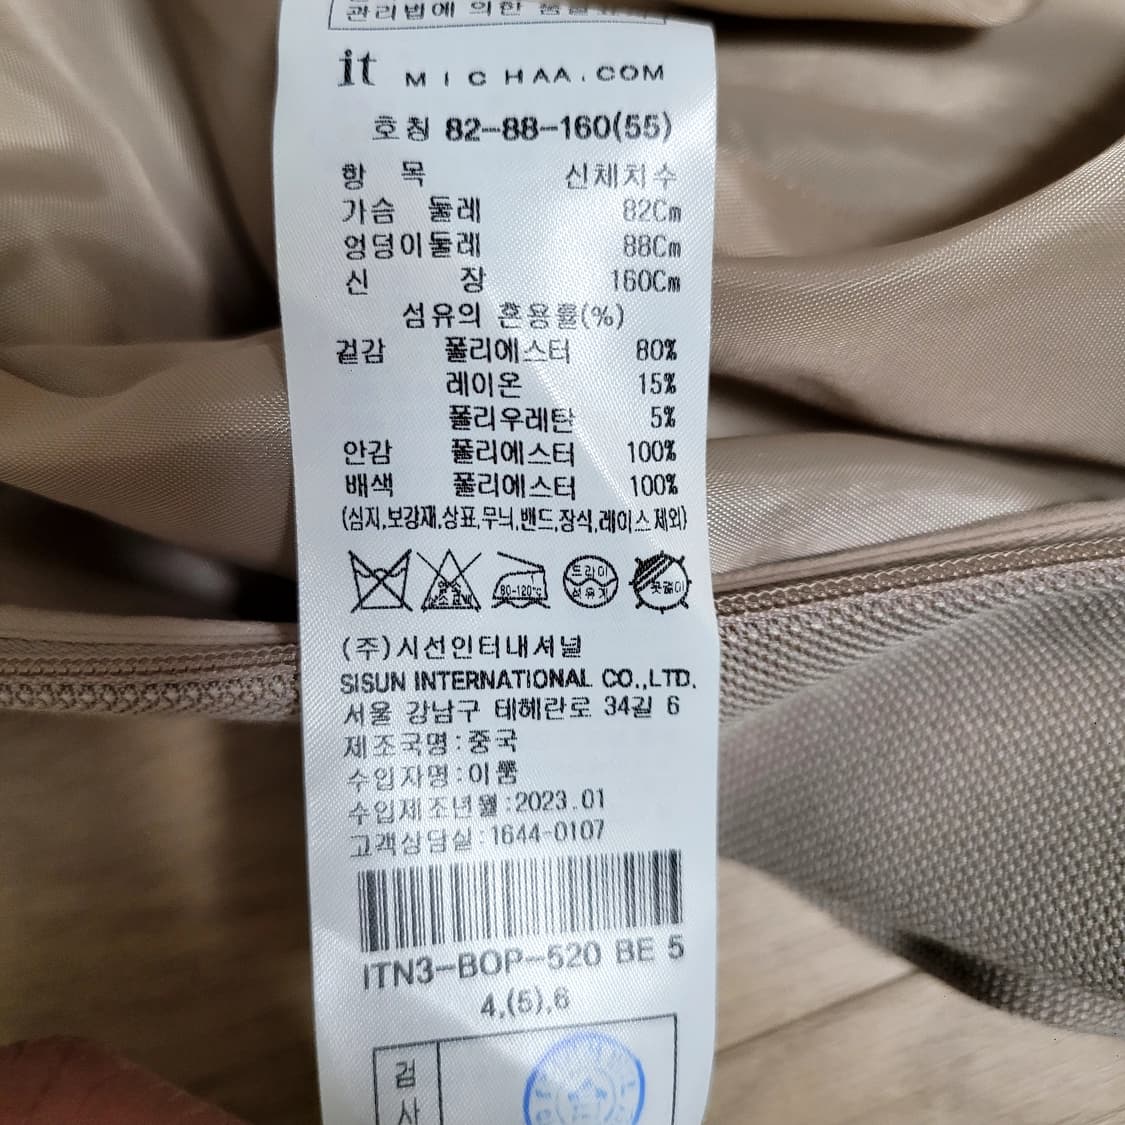 관리법에 의한
it MICHAA.COM
호칭 82-88-160(55)
항 목 신체치수
가슴 둘레 82Cm
엉덩이둘레 88Cm
신 장 160Cm
섬유의 혼용률(%)
겉감 폴리에스터 80%
레이온 15%
폴리우레탄 5%
안감 폴리에스터 100%
배색 폴리에스터 100%
(심지,보강재,상표,무늬,밴드,장식,레이스제외)
80-120℃ 드라이
(주)시선인터내셔널
SISUN INTERNATIONAL CO.,LTD.
서울 강남구 테헤란로 34길 6
제조국명:중국
수입자명:이룸
수입제조년월:2023.01
고객상담실:1644-0107
ITN3-BOP-520 BE 5
4,(5),6
검
사